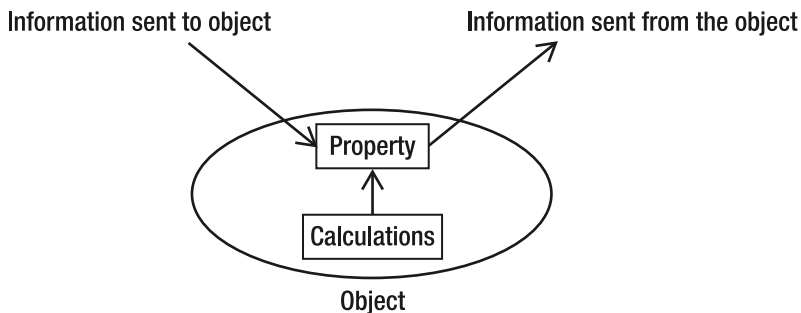 Information sent to object
Information sent from the object
Property
Calculations
Object